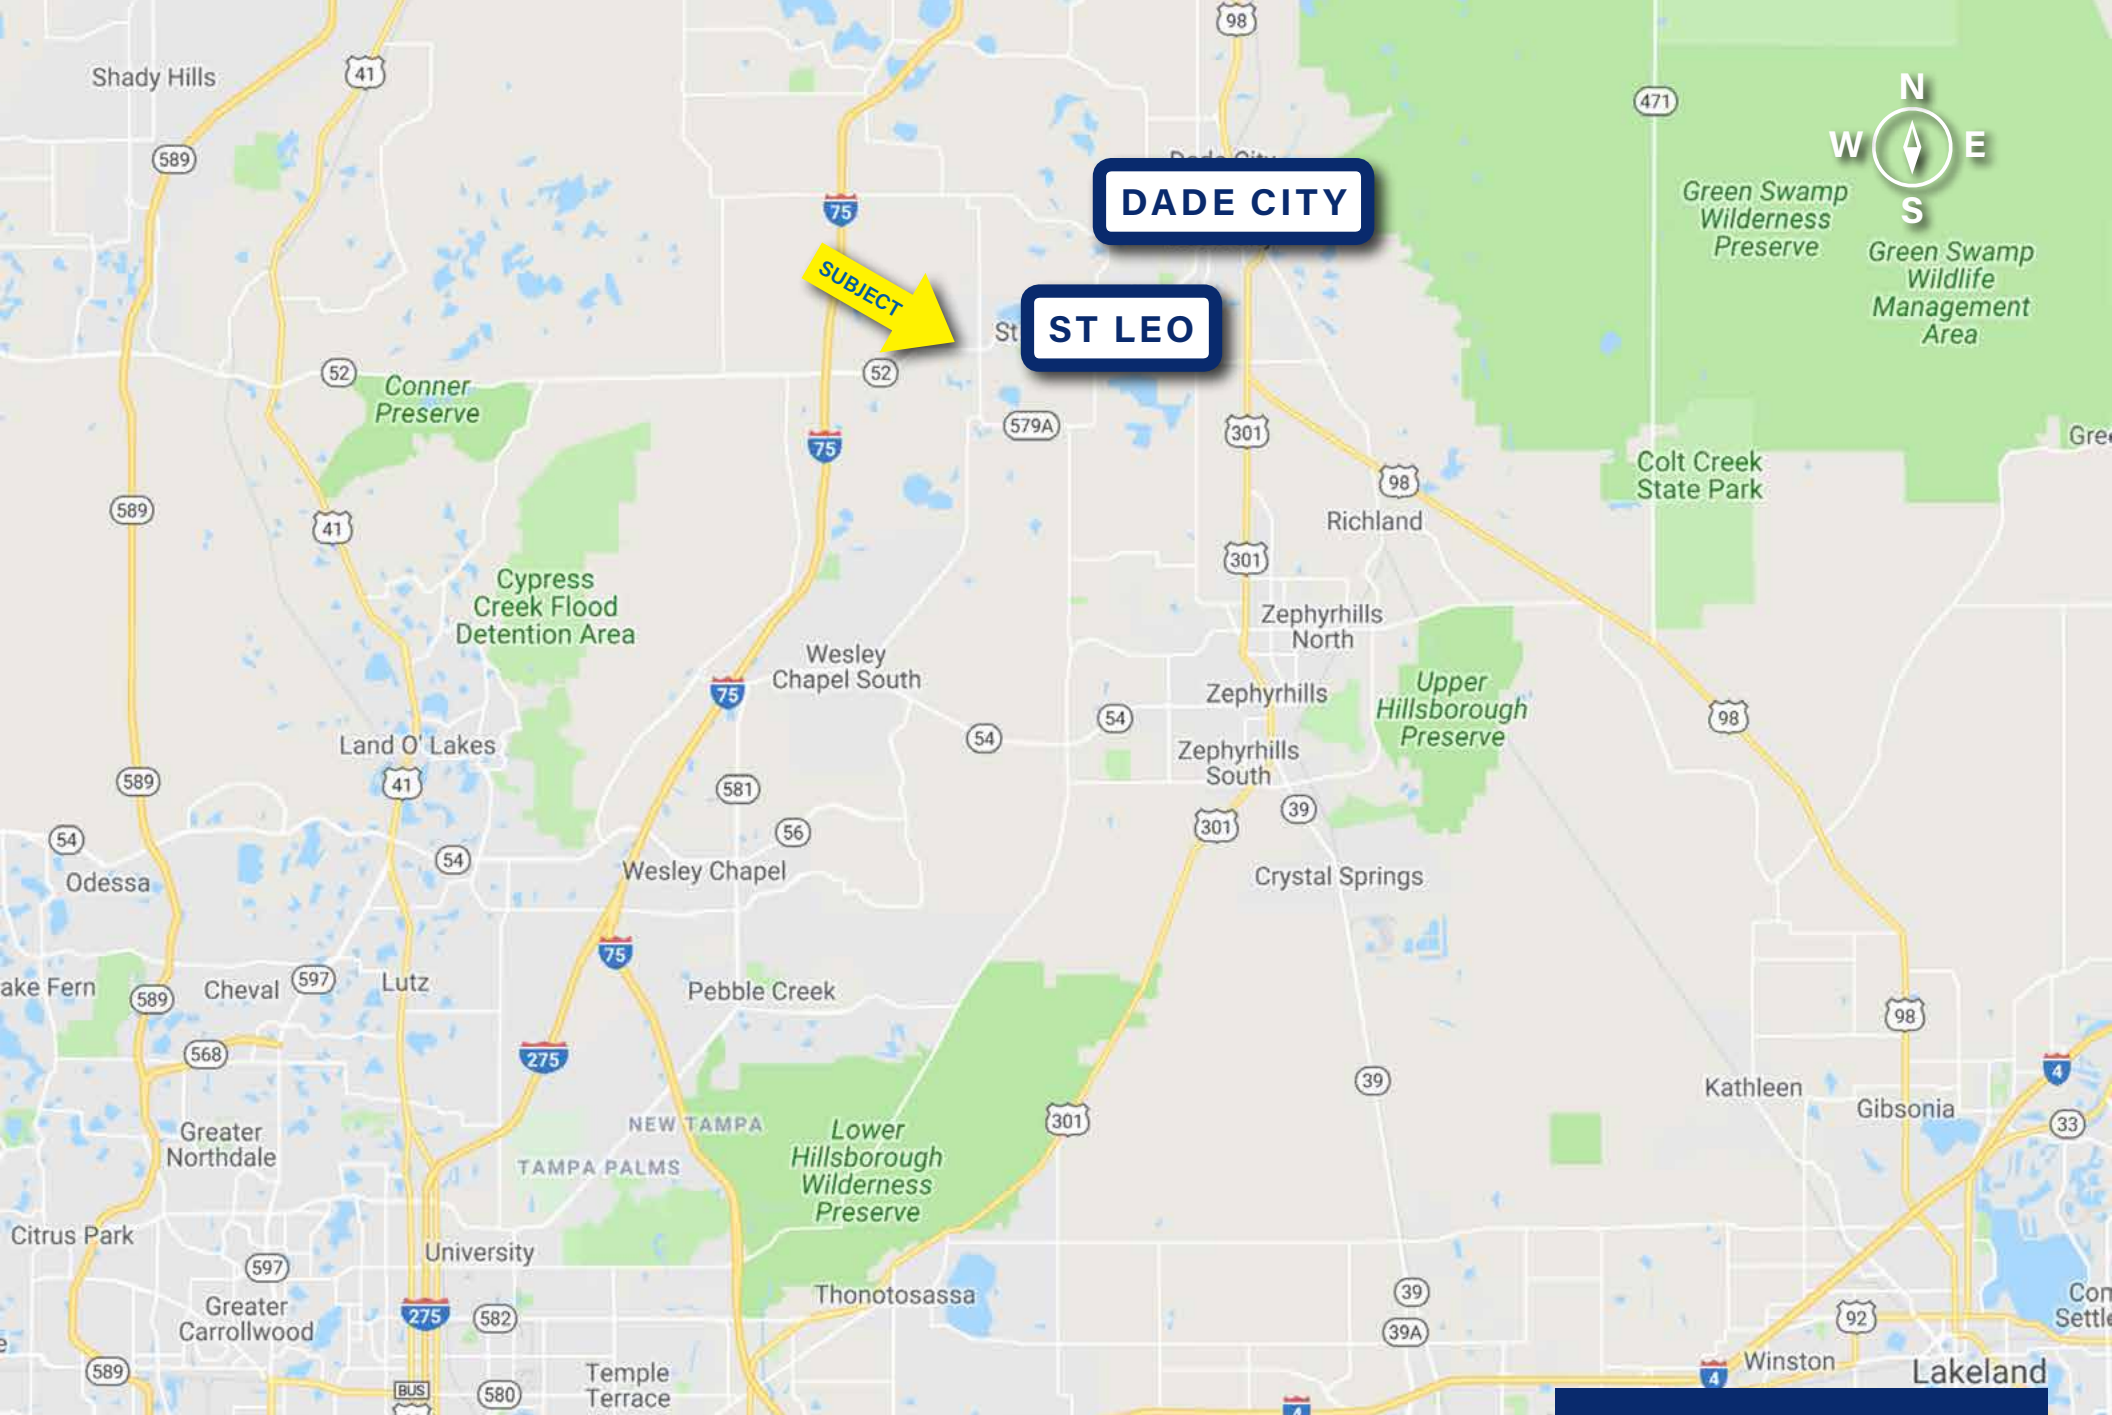 98
Shady Hills
41
471
N
W
E
S
589
Dade City
DADE CITY
75
Green Swamp
Wilderness
Preserve
Green Swamp
Wildlife
Management
Area
SUBJECT
St
ST LEO
52
52
Conner
Preserve
579A
301
75
98
Colt Creek
State Park
Gre
589
41
Richland
301
Cypress
Creek Flood
Detention Area
Zephyrhills
North
Wesley
Chapel South
75
Zephyrhills
Upper
Hillsborough
Preserve
54
54
98
Land O' Lakes
41
Zephyrhills
South
589
581
39
301
54
56
54
Wesley Chapel
Odessa
Crystal Springs
75
ake Fern
589
Cheval
597
Lutz
Pebble Creek
98
568
275
39
4
Kathleen
Gibsonia
33
NEW TAMPA
301
Greater
Northdale
Lower
Hillsborough
Wilderness
Preserve
TAMPA PALMS
Citrus Park
University
597
Thonotosassa
39
Con
Settle
Greater
Carrollwood
275
582
39A
92
589
Temple
Terrace
Winston
4
Lakeland
BUS
580
4